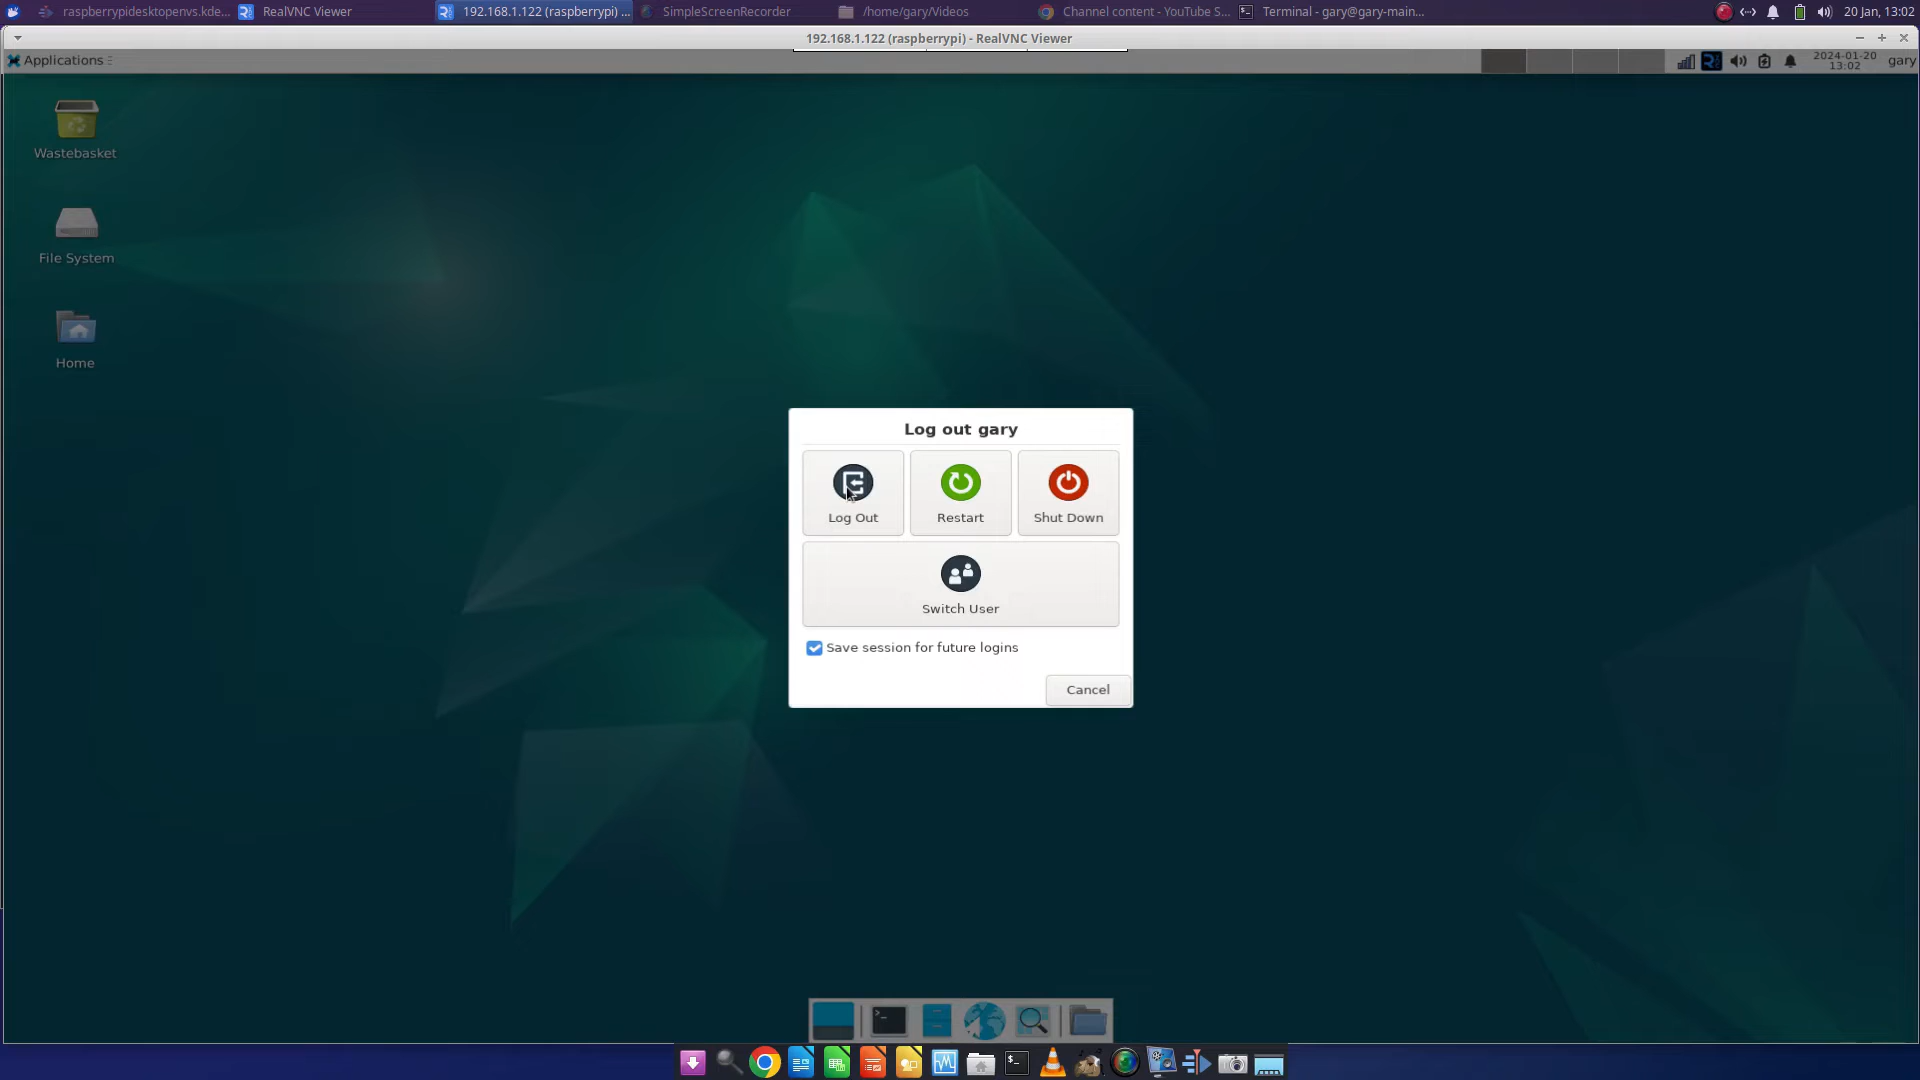 raspberrypidesktopenvs.kde...
RealVNC Viewer
192.168.1.122 (raspberrypi) ...
SimpleScreenRecorder
/home/gary/Videos
Channel content - YouTube S...
Terminal - gary@gary-main...
20 Jan, 13:02
192.168.1.122 (raspberrypi) - RealVNC Viewer
Applications
2024-01-20
13:02
gary
Wastebasket
File System
Home
Log out gary
Log Out
Restart
Shut Down
Switch User
Save session for future logins
Cancel